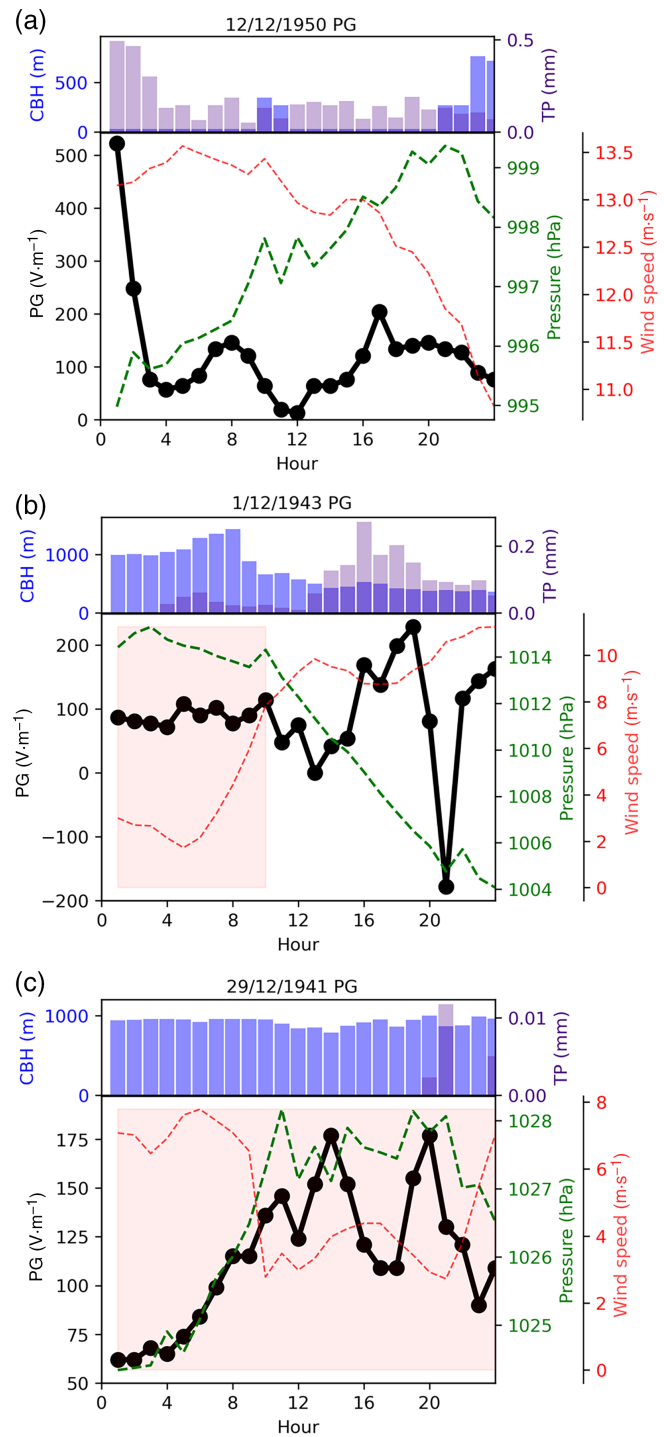 (a)
12/12/1950 PG
CBH (m)
500
0
0.5
0.0
TP (mm)
500
400
300
200
100
0
PG (V·m⁻¹)
999
998
997
996
995
Pressure (hPa)
13.5
13.0
12.5
12.0
11.5
11.0
Wind speed (m·s⁻¹)
0 4 8 12 16 20
Hour
(b)
1/12/1943 PG
CBH (m)
1000
0
0.2
0.0
TP (mm)
200
100
0
−100
−200
PG (V·m⁻¹)
1014
1012
1010
1008
1006
1004
Pressure (hPa)
10
8
6
4
2
0
Wind speed (m·s⁻¹)
0 4 8 12 16 20
Hour
(c)
29/12/1941 PG
CBH (m)
1000
0
0.01
0.00
TP (mm)
175
150
125
100
75
50
PG (V·m⁻¹)
1028
1027
1026
1025
Pressure (hPa)
8
6
4
2
0
Wind speed (m·s⁻¹)
0 4 8 12 16 20
Hour